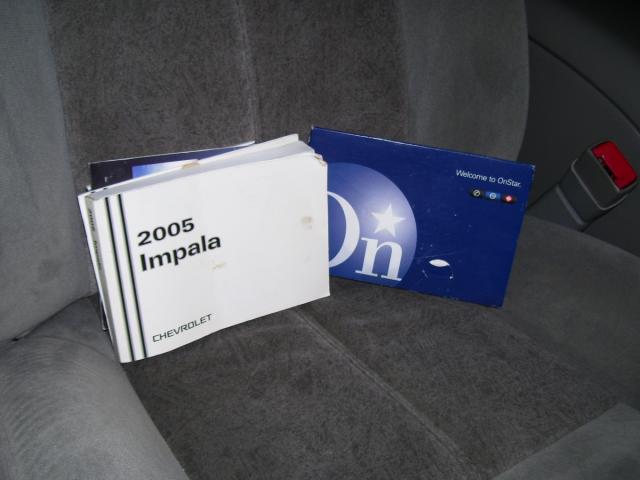 2005
Impala
CHEVROLET
Welcome to OnStar.
On